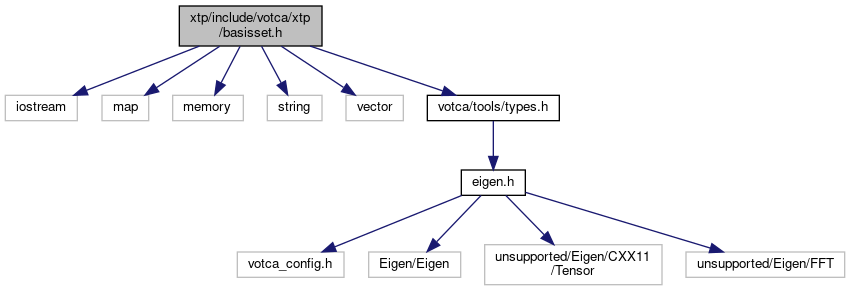 xtp/include/votca/xtp
/basisset.h
iostream
map
memory
string
vector
votca/tools/types.h
eigen.h
votca_config.h
Eigen/Eigen
unsupported/Eigen/CXX11
/Tensor
unsupported/Eigen/FFT